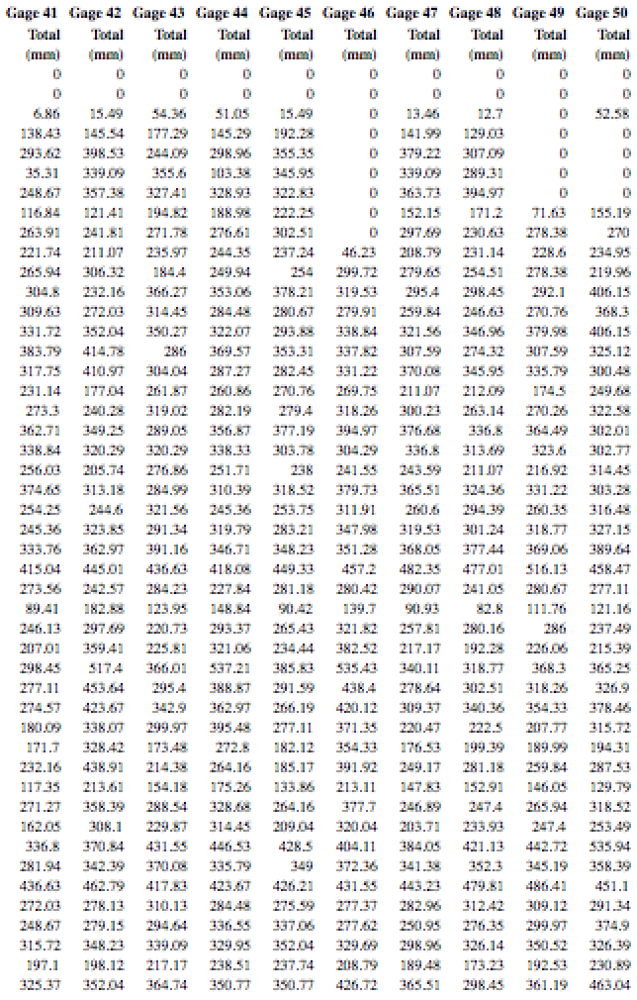 Gage 41 Gage 42 Gage 43 Gage 44 Gage 45 Gage 46 Gage 47 Gage 48 Gage 49 Gage 50
Total Total Total Total Total Total Total Total Total Total
(mm) (mm) (mm) (mm) (mm) (mm) (mm) (mm) (mm) (mm)
0 0 0 0 0 0 0 0 0 0
0 0 0 0 0 0 0 0 0 0
6.86 15.49 54.36 51.05 15.49 0 13.46 12.7 0 52.58
138.43 145.54 177.29 145.29 192.28 0 141.99 129.03 0 0
293.62 398.53 244.09 298.96 355.35 0 379.22 307.09 0 0
35.31 339.09 355.6 103.38 345.95 0 339.09 289.31 0 0
248.67 357.38 327.41 328.93 322.83 0 363.73 394.97 0 0
116.84 121.41 194.82 188.98 222.25 0 152.15 171.2 71.63 155.19
263.91 241.81 271.78 276.61 302.51 0 297.69 230.63 278.38 270
221.74 211.07 235.97 244.35 237.24 46.23 208.79 231.14 228.6 234.95
265.94 306.32 184.4 249.94 254 299.72 279.65 254.51 278.38 219.96
304.8 232.16 366.27 353.06 378.21 319.53 295.4 298.45 292.1 406.15
309.63 272.03 314.45 284.48 280.67 279.91 259.84 246.63 270.76 368.3
331.72 352.04 350.27 322.07 293.88 338.84 321.56 346.96 379.98 406.15
383.79 414.78 286 369.57 353.31 337.82 307.59 274.32 307.59 325.12
317.75 410.97 304.04 287.27 282.45 331.22 370.08 345.95 335.79 300.48
231.14 177.04 261.87 260.86 270.76 269.75 211.07 212.09 174.5 249.68
273.3 240.28 319.02 282.19 279.4 318.26 300.23 263.14 270.26 322.58
362.71 349.25 289.05 356.87 377.19 394.97 376.68 336.8 364.49 302.01
338.84 320.29 320.29 338.33 303.78 304.29 336.8 313.69 323.6 302.77
256.03 205.74 276.86 251.71 238 241.55 243.59 211.07 216.92 314.45
374.65 313.18 284.99 310.39 318.52 379.73 365.51 324.36 331.22 303.28
254.25 244.6 321.56 245.36 253.75 311.91 260.6 294.39 260.35 316.48
245.36 323.85 291.34 319.79 283.21 347.98 319.53 301.24 318.77 327.15
333.76 362.97 391.16 346.71 348.23 351.28 368.05 377.44 369.06 389.64
415.04 445.01 436.63 418.08 449.33 457.2 482.35 477.01 516.13 458.47
273.56 242.57 284.23 227.84 281.18 280.42 290.07 241.05 280.67 277.11
89.41 182.88 123.95 148.84 90.42 139.7 90.93 82.8 111.76 121.16
246.13 297.69 220.73 293.37 265.43 321.82 257.81 280.16 286 237.49
207.01 359.41 225.81 321.06 234.44 382.52 217.17 192.28 226.06 215.39
298.45 517.4 366.01 537.21 385.83 535.43 340.11 318.77 368.3 365.25
277.11 453.64 295.4 388.87 291.59 438.4 278.64 302.51 318.26 326.9
274.57 423.67 342.9 362.97 266.19 420.12 309.37 340.36 354.33 378.46
180.09 338.07 299.97 395.48 277.11 371.35 220.47 222.5 207.77 315.72
171.7 328.42 173.48 272.8 182.12 354.33 176.53 199.39 189.99 194.31
232.16 438.91 214.38 264.16 185.17 391.92 249.17 281.18 259.84 287.53
117.35 213.61 154.18 175.26 133.86 213.11 147.83 152.91 146.05 129.79
271.27 358.39 288.54 328.68 264.16 377.7 246.89 247.4 265.94 318.52
162.05 308.1 229.87 314.45 209.04 320.04 203.71 233.93 247.4 253.49
336.8 370.84 431.55 446.53 428.5 404.11 384.05 421.13 442.72 535.94
281.94 342.39 370.08 335.79 349 372.36 341.38 352.3 345.19 358.39
436.63 462.79 417.83 423.67 426.21 431.55 443.23 479.81 486.41 451.1
272.03 278.13 310.13 284.48 275.59 277.37 282.96 312.42 309.12 291.34
248.67 279.15 294.64 336.55 337.06 277.62 250.95 276.35 299.97 374.9
315.72 348.23 339.09 329.95 352.04 329.69 298.96 326.14 350.52 326.39
197.1 198.12 217.17 238.51 237.74 208.79 189.48 173.23 192.53 230.89
325.37 352.04 364.74 350.77 350.77 426.72 365.51 298.45 361.19 463.04